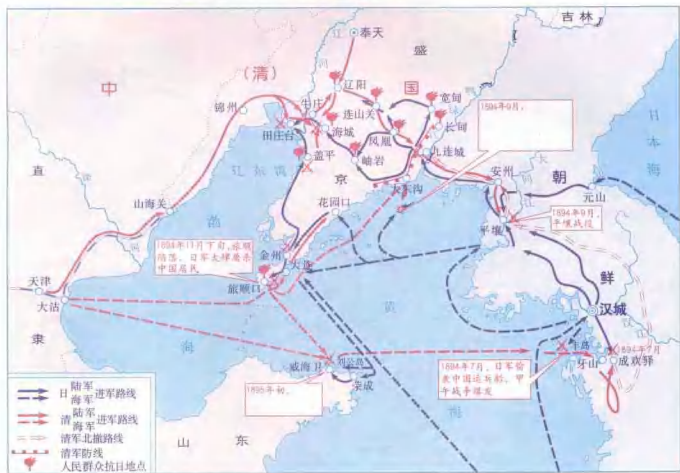 吉林
奉天
盛
辽
河
中
(清)
国
辽阳
宽甸
鸭
1894年9月,
牛庄
连山关
长甸
锦州
海城
凤凰
田庄台
九连城
日本海
辽东湾
盖平
岫岩
安州
朝
直
京
大东沟
元山
山海关
花园口
1894年9月,
平壤战役
渤
平壤
1894年11月下旬,旅顺
陷落、日军大肆屠杀
中国居民
金州
大连
鲜
天津
旅顺口
黄
汉城
大沽
汉江
隶
海
丰岛
1894年7月
刘公岛
威海卫
成欢驿
牙山
荣成
1894年7月,日军偷
袭中国运兵船,甲
午战争爆发
1895年初,
海
山东
日陆军海军进军路线
清陆军海军进军路线
清军北撤路线
清军防线
人民群众抗日地点